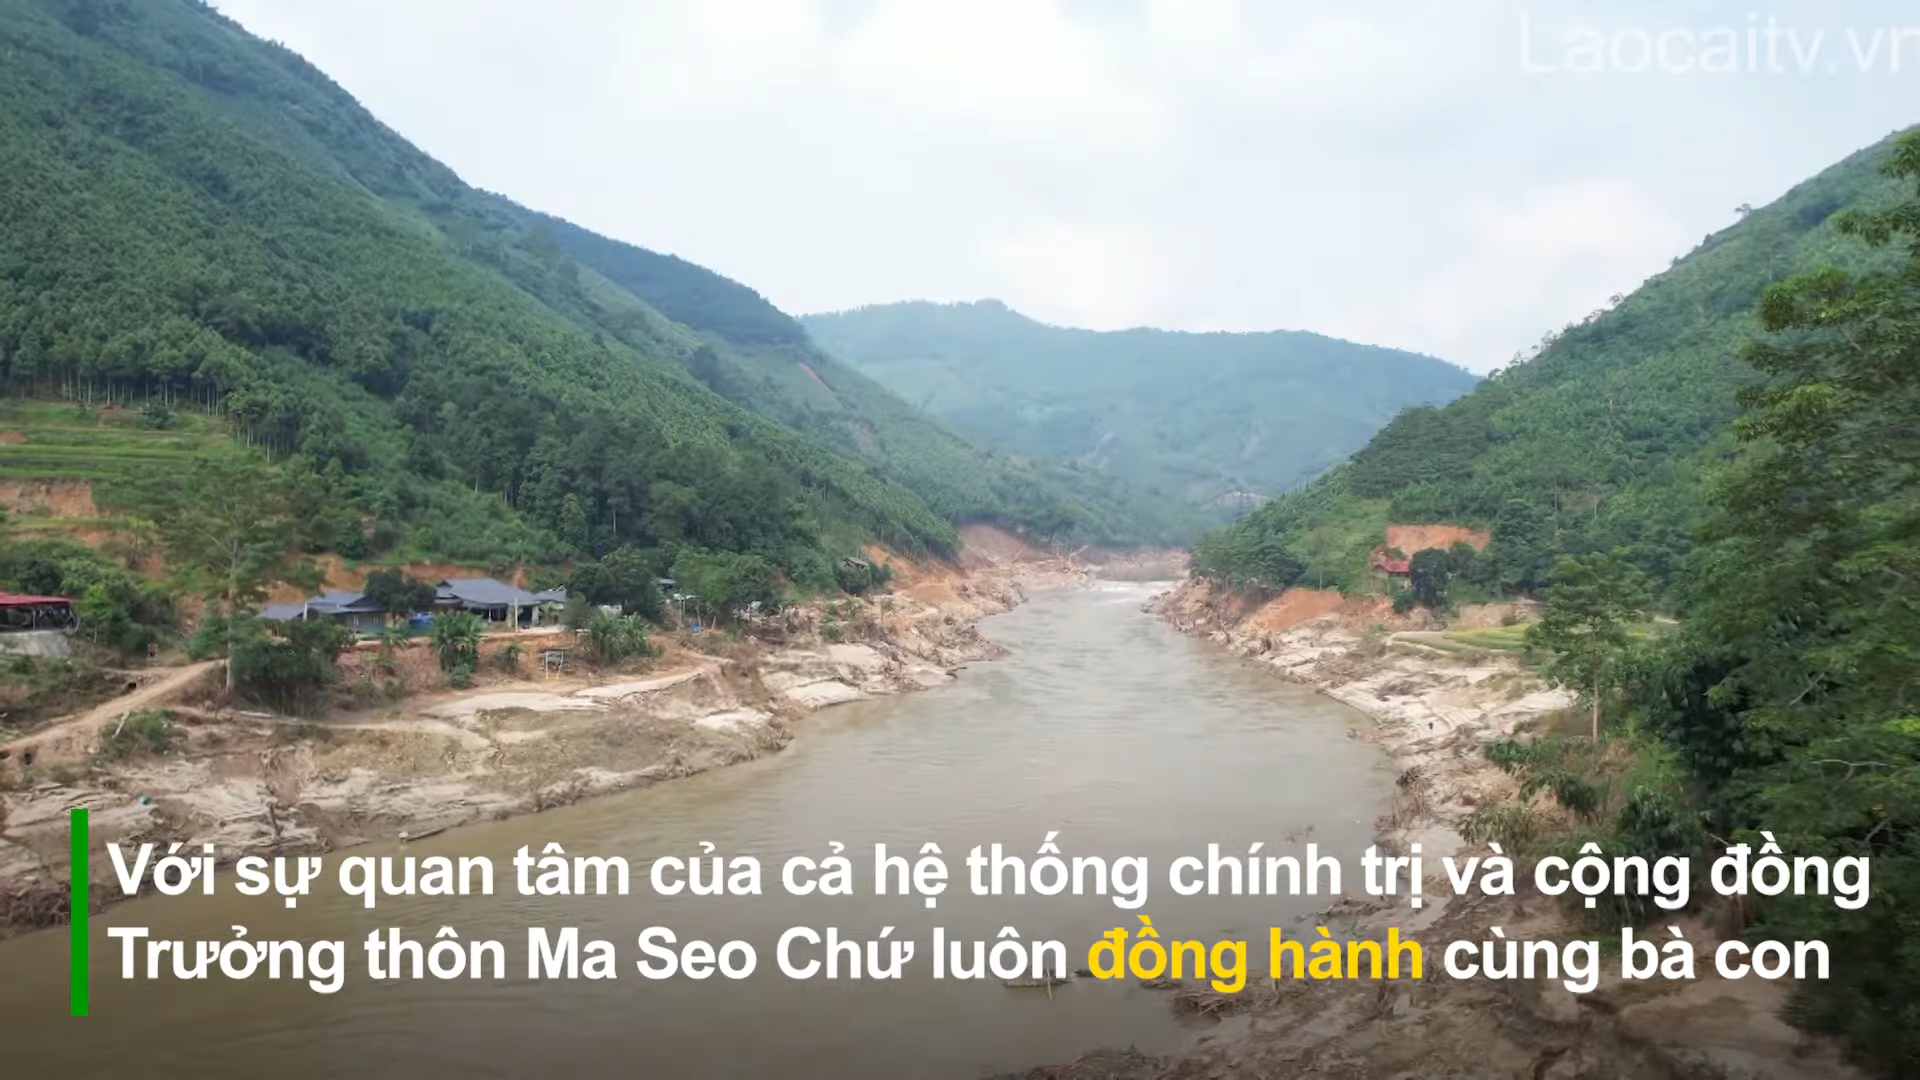 Laocaitv.vn
Với sự quan tâm của cả hệ thống chính trị và cộng đồng
Trưởng thôn Ma Seo Chứ luôn đồng hành cùng bà con